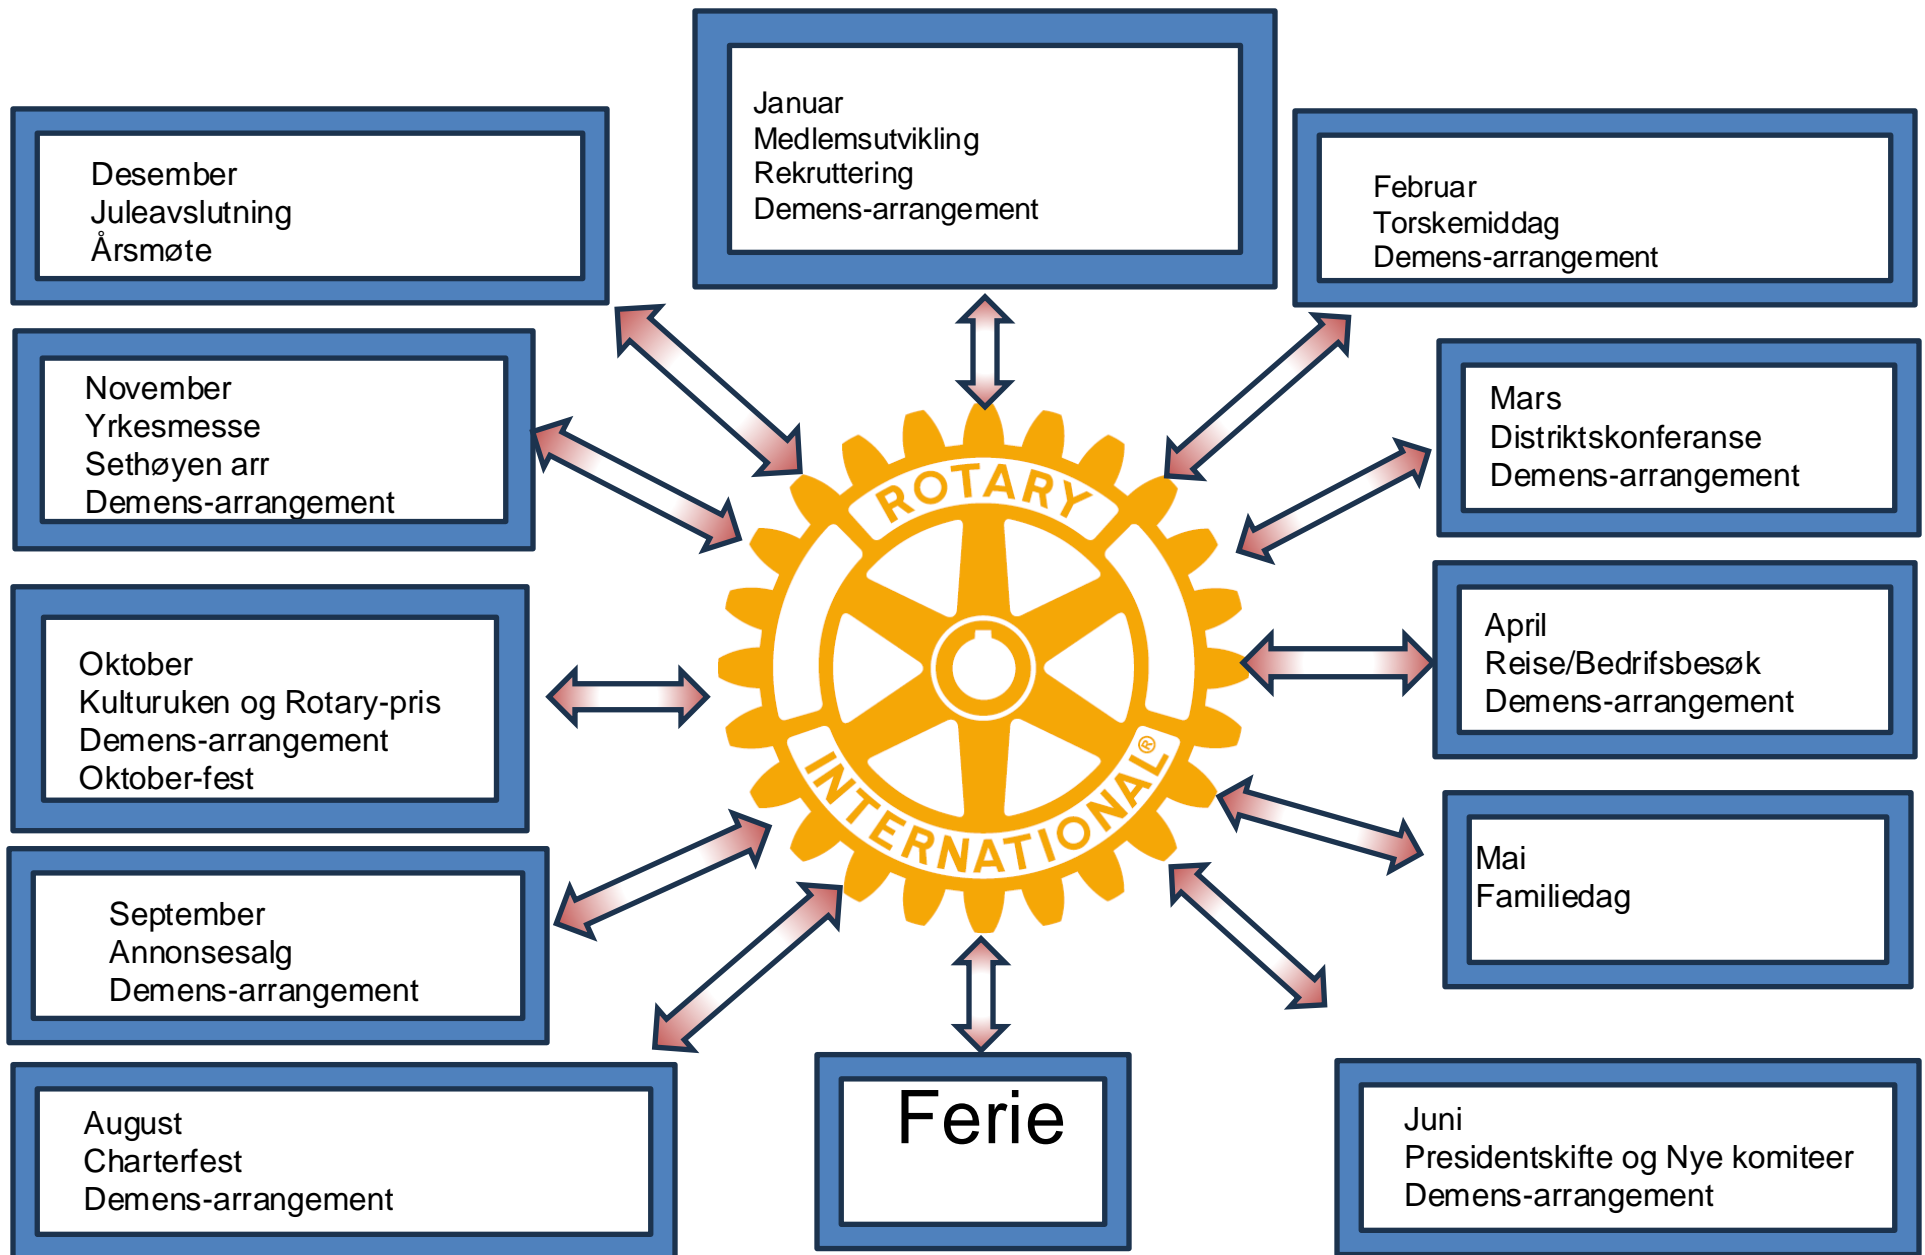 Januar
Medlemsutvikling
Rekruttering
Demens-arrangement
Februar
Torskemiddag
Demens-arrangement
Mars
Distriktskonferanse
Demens-arrangement
April
Reise/Bedrifsbesøk
Demens-arrangement
Mai
Familiedag
Juni
Presidentskifte og Nye komiteer
Demens-arrangement
Ferie
August
Charterfest
Demens-arrangement
September
Annonsesalg
Demens-arrangement
Oktober
Kulturuken og Rotary-pris
Demens-arrangement
Oktober-fest
November
Yrkesmesse
Sethøyen arr
Demens-arrangement
Desember
Juleavslutning
Årsmøte
ROTARY
INTERNATIONAL®